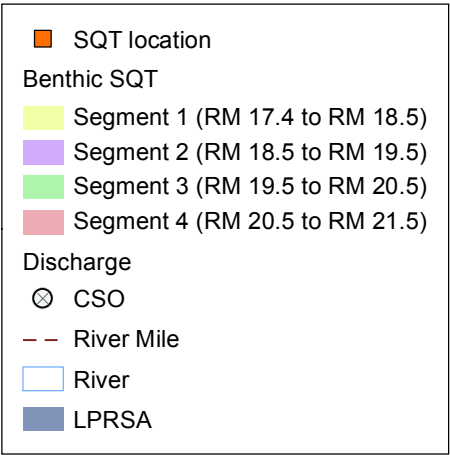 SQT location
Benthic SQT
Segment 1 (RM 17.4 to RM 18.5)
Segment 2 (RM 18.5 to RM 19.5)
Segment 3 (RM 19.5 to RM 20.5)
Segment 4 (RM 20.5 to RM 21.5)
Discharge
CSO
River Mile
River
LPRSA